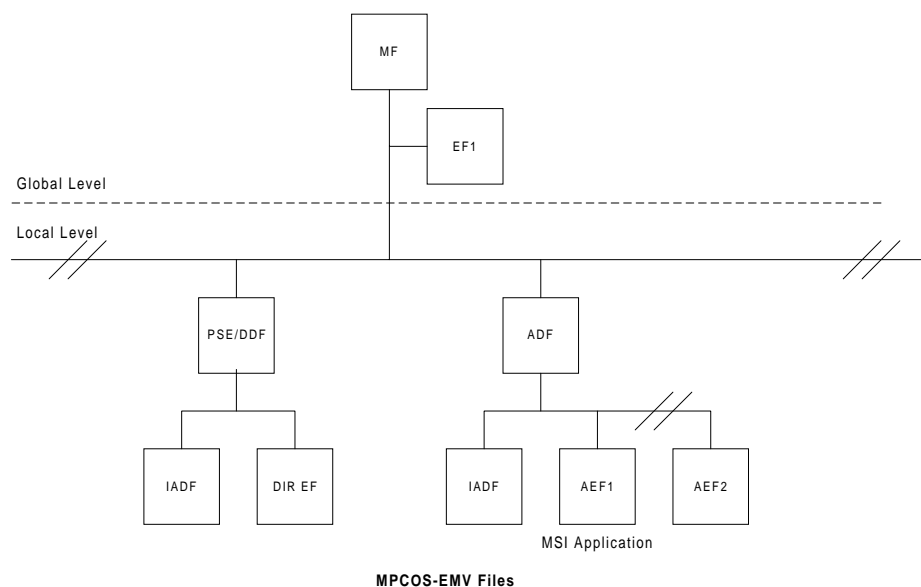 MF
EF1
Global Level
Local Level
PSE/DDF
ADF
IADF
DIR EF
IADF
AEF1
AEF2
MSI Application
MPCOS-EMV Files